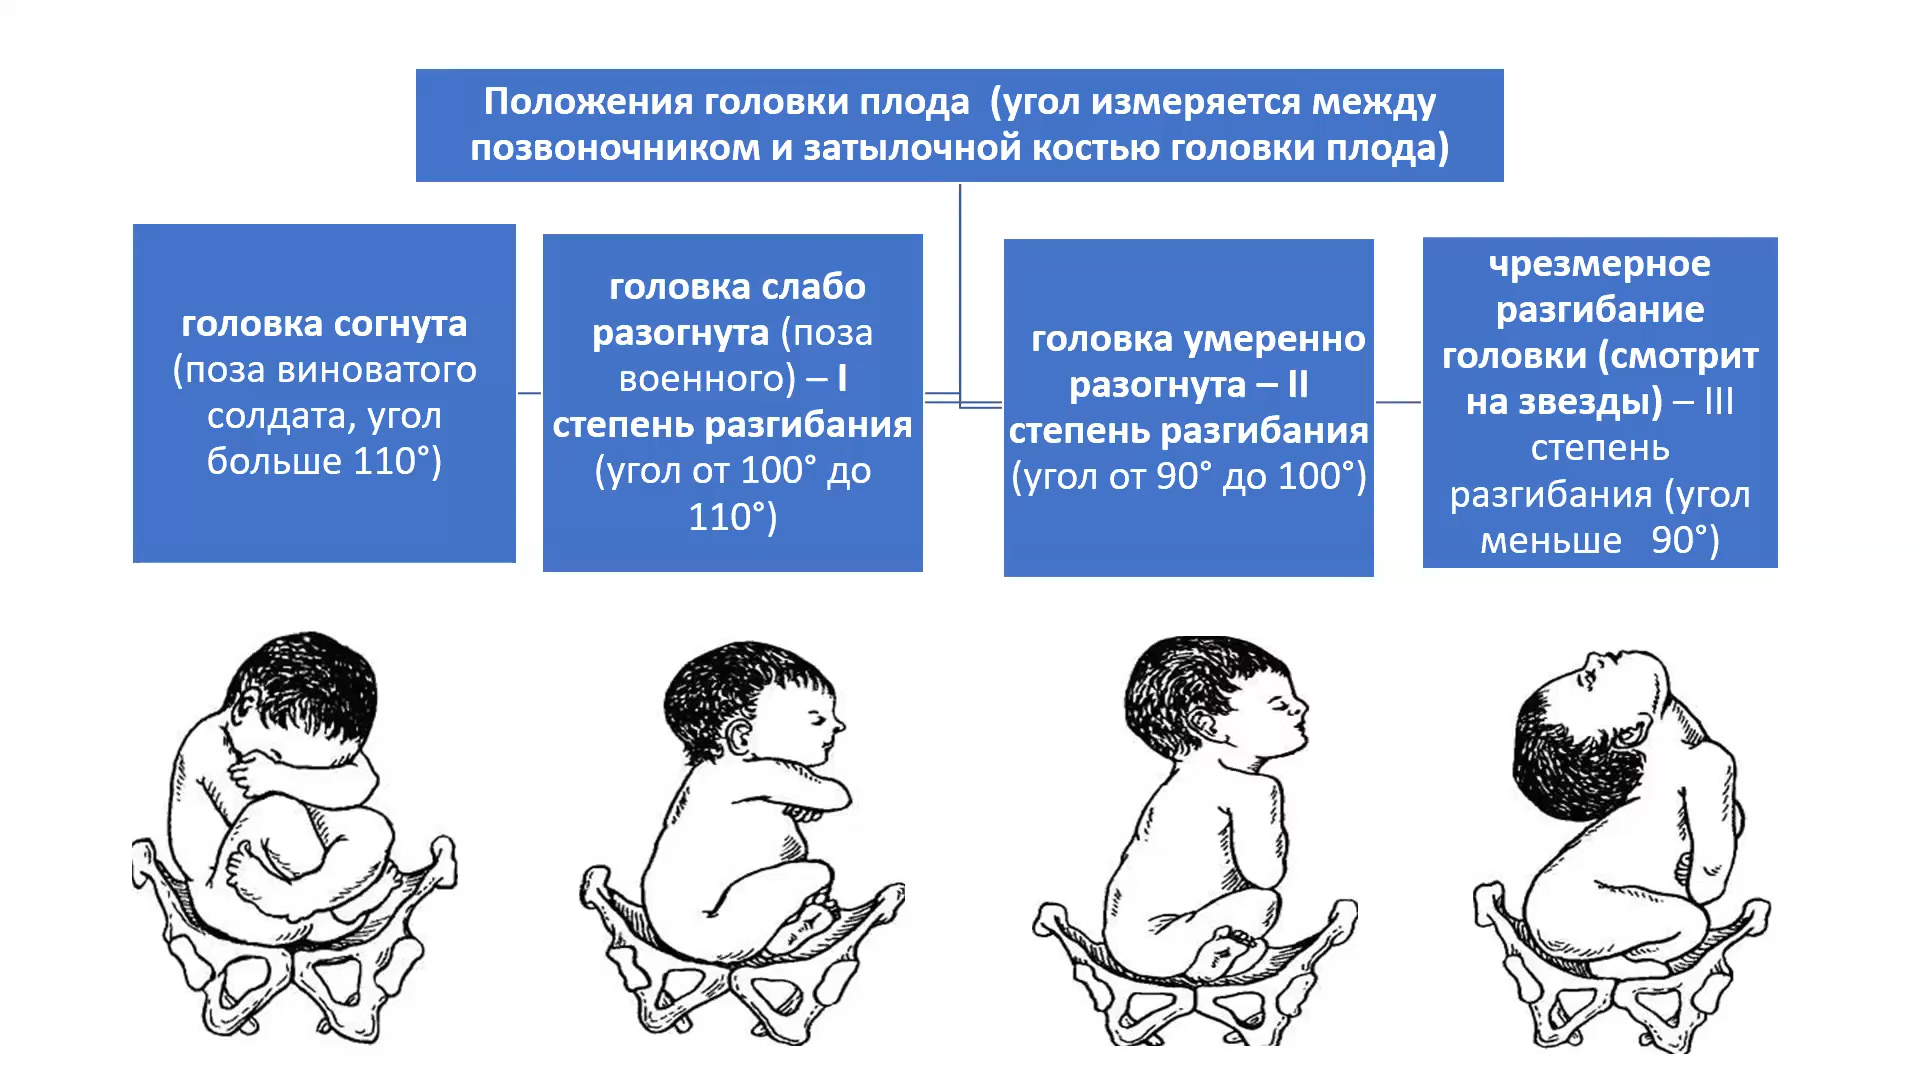 Положения головки плода  (угол измеряется между
позвоночником и затылочной костью головки плода)
головка согнута
(поза виноватого
солдата, угол
больше 110°)
головка слабо
разогнута (поза
военного) – I
степень разгибания
(угол от 100° до
110°)
головка умеренно
разогнута – II
степень разгибания
(угол от 90° до 100°)
чрезмерное
разгибание
головки (смотрит
на звезды) – III
степень
разгибания (угол
меньше   90°)